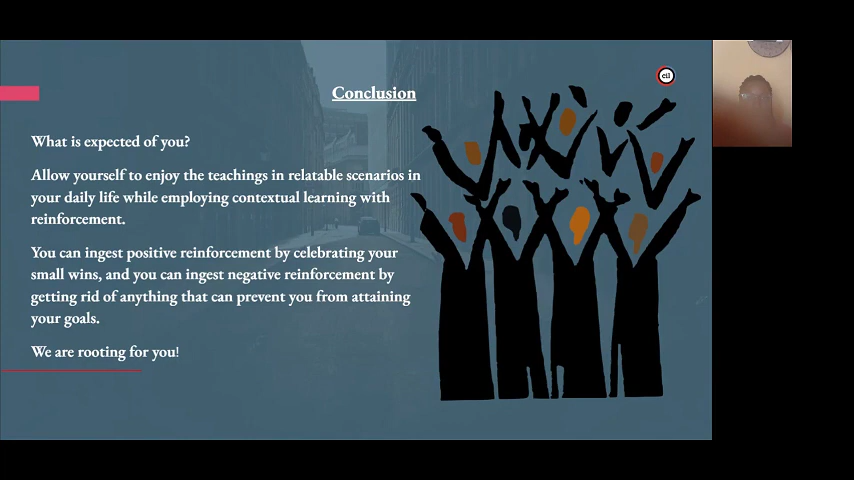 Conclusion
cil
What is expected of you?
Allow yourself to enjoy the teachings in relatable scenarios in
your daily life while employing contextual learning with
reinforcement.
You can ingest positive reinforcement by celebrating your
small wins, and you can ingest negative reinforcement by
getting rid of anything that can prevent you from attaining
your goals.
We are rooting for you!